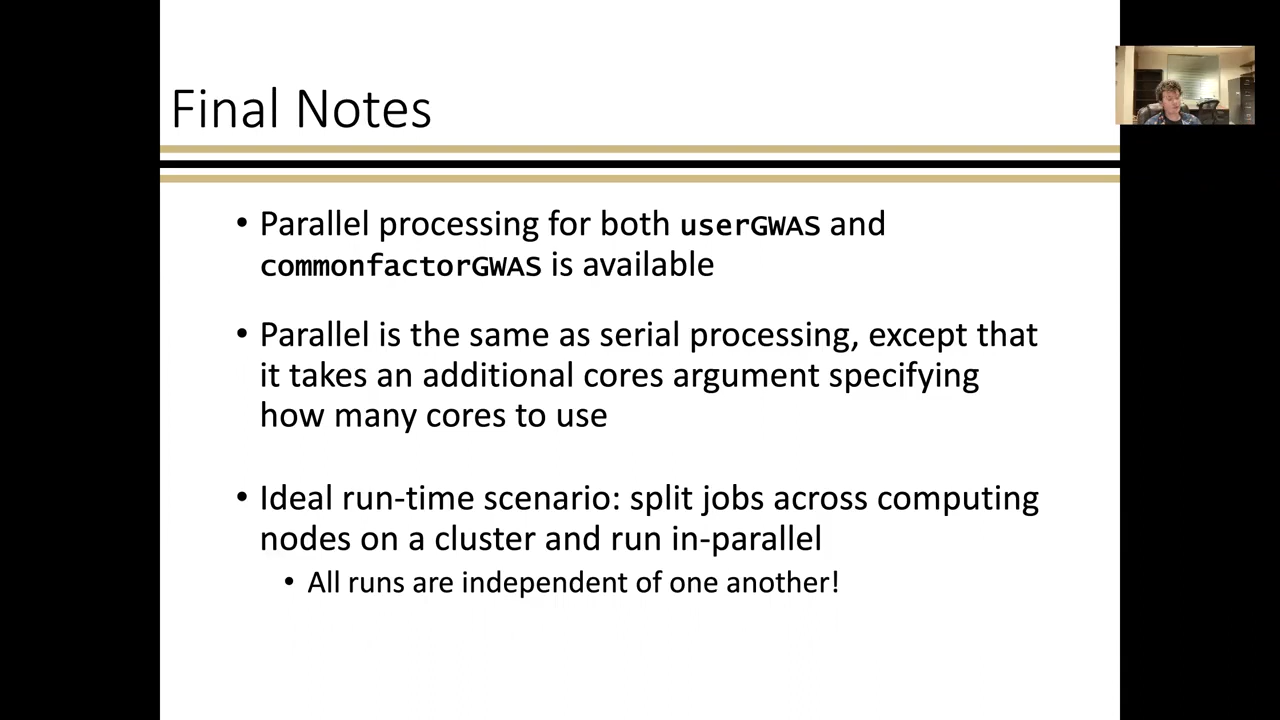 Final Notes
• Parallel processing for both userGWAS and
commonfactorGWAS is available
• Parallel is the same as serial processing, except that
it takes an additional cores argument specifying
how many cores to use
• Ideal run-time scenario: split jobs across computing
nodes on a cluster and run in-parallel
• All runs are independent of one another!